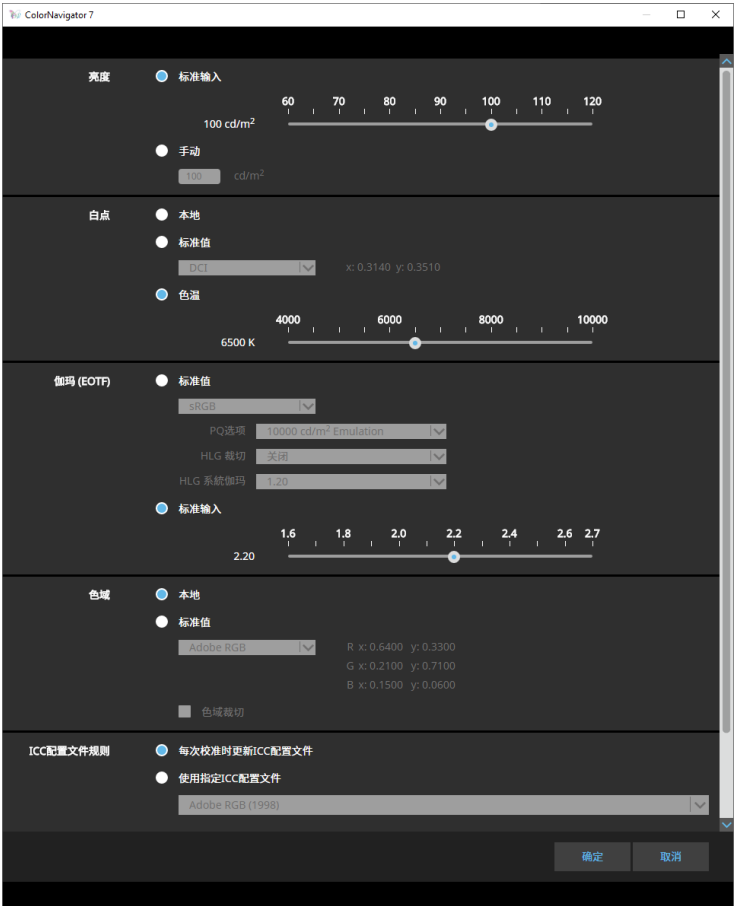 ColorNavigator 7
亮度 标准输入
60 70 80 90 100 110 120
100 cd/m²
手动
100 cd/m²
白点 本地
标准值
DCI x: 0.3140 y: 0.3510
色温
4000 6000 8000 10000
6500 K
伽玛 (EOTF) 标准值
sRGB
PQ选项 10000 cd/m² Emulation
HLG 裁切 关闭
HLG 系统伽玛 1.20
标准输入
1.6 1.8 2.0 2.2 2.4 2.6 2.7
2.20
色域 本地
标准值
Adobe RGB R x: 0.6400 y: 0.3300
G x: 0.2100 y: 0.7100
B x: 0.1500 y: 0.0600
色域裁切
ICC配置文件规则 每次校准时更新ICC配置文件
使用指定ICC配置文件
Adobe RGB (1998)
确定 取消